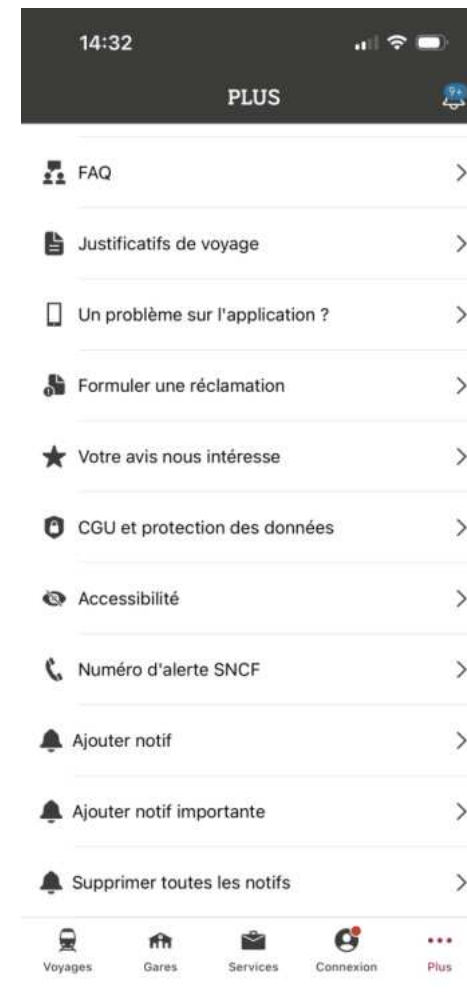 14:32
PLUS
9+
FAQ
Justificatifs de voyage
Un problème sur l'application ?
Formuler une réclamation
Votre avis nous intéresse
CGU et protection des données
Accessibilité
Numéro d'alerte SNCF
Ajouter notif
Ajouter notif importante
Supprimer toutes les notifs
Voyages Gares Services Connexion Plus